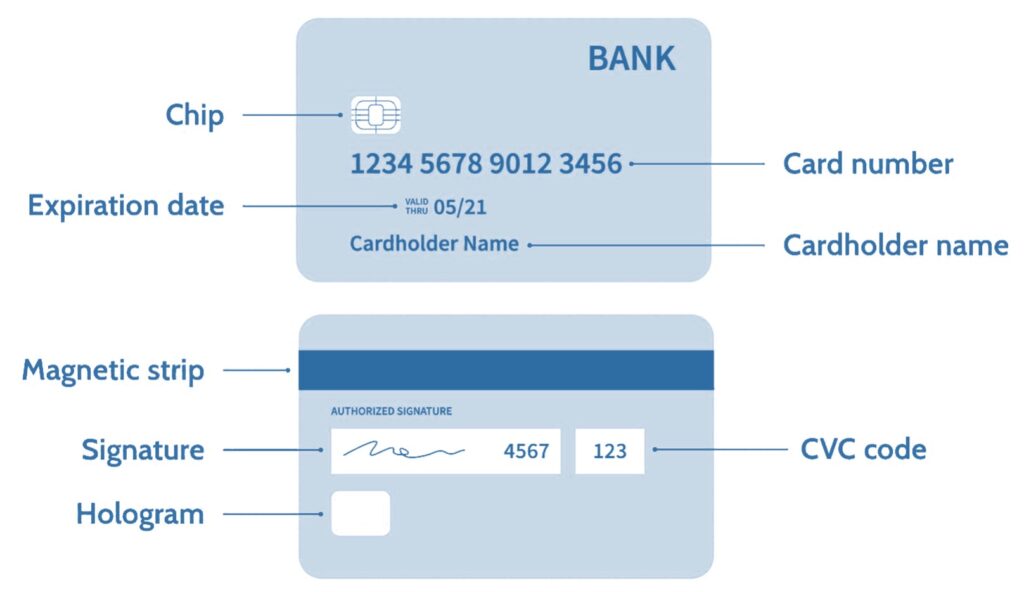 BANK
Chip
1234 5678 9012 3456
Card number
Expiration date
VALID
THRU 05/21
Cardholder Name
Cardholder name
Magnetic strip
AUTHORIZED SIGNATURE
Signature
4567
123
CVC code
Hologram